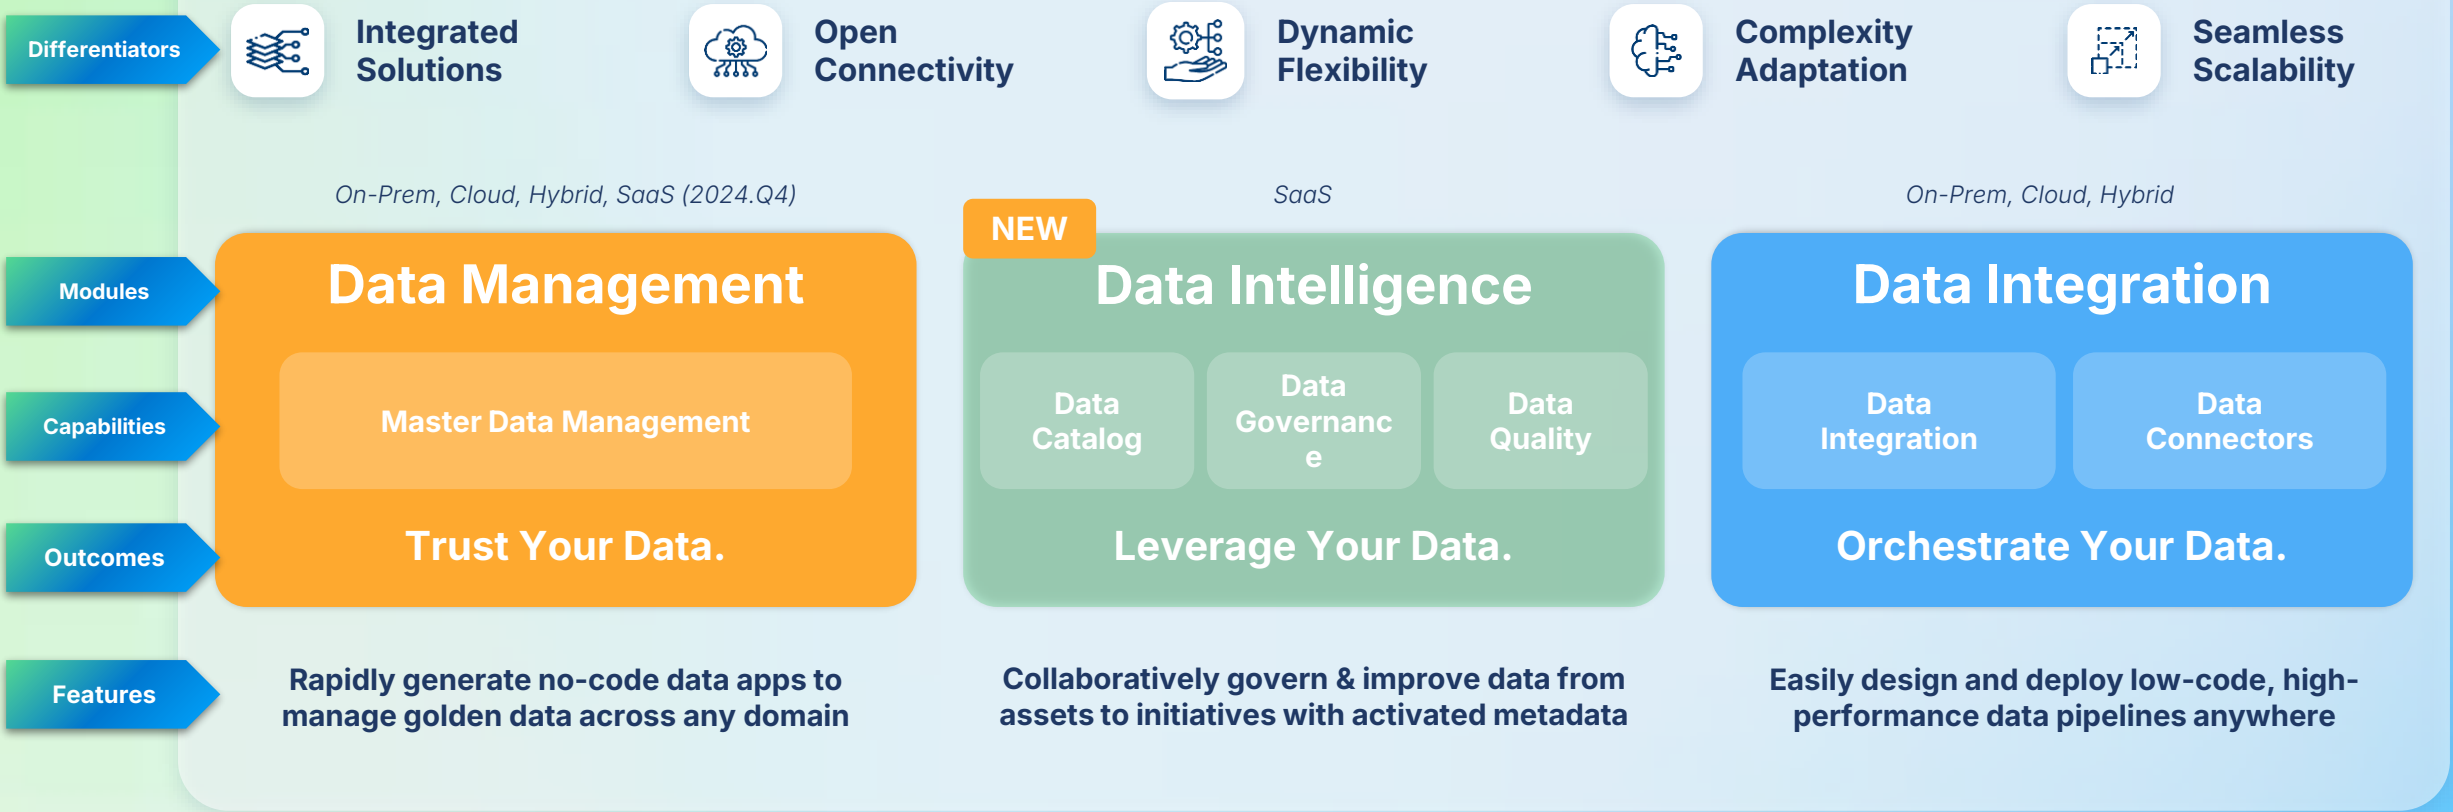 Differentiators
Integrated
Solutions
Open
Connectivity
Dynamic
Flexibility
Complexity
Adaptation
Seamless
Scalability
On-Prem, Cloud, Hybrid, SaaS (2024.Q4)
SaaS
On-Prem, Cloud, Hybrid
NEW
Modules
Data Management
Data Intelligence
Data Integration
Capabilities
Master Data Management
Data
Catalog
Data
Governanc
e
Data
Quality
Data
Integration
Data
Connectors
Outcomes
Trust Your Data.
Leverage Your Data.
Orchestrate Your Data.
Features
Rapidly generate no-code data apps to
manage golden data across any domain
Collaboratively govern & improve data from
assets to initiatives with activated metadata
Easily design and deploy low-code, high-
performance data pipelines anywhere